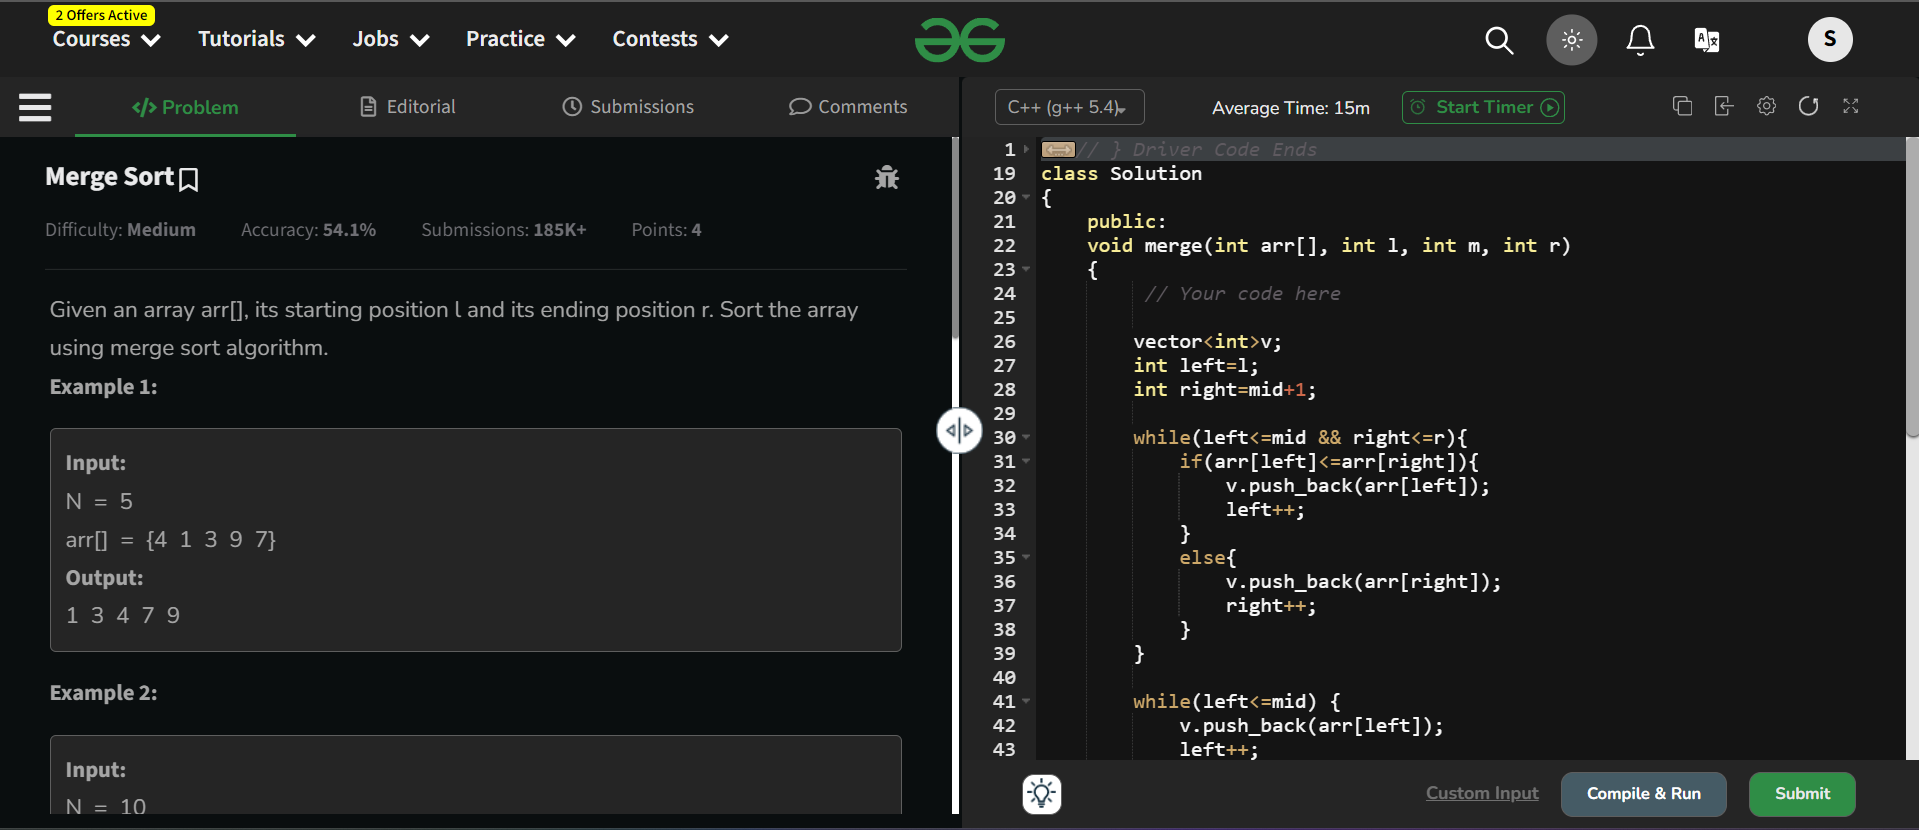 2 Offers Active
Courses Tutorials Jobs Practice Contests
S
</> Problem Editorial Submissions Comments
Merge Sort
Difficulty: Medium Accuracy: 54.1% Submissions: 185K+ Points: 4
Given an array arr[], its starting position l and its ending position r. Sort the array
using merge sort algorithm.
Example 1:
Input:
N = 5
arr[] = {4 1 3 9 7}
Output:
1 3 4 7 9
Example 2:
Input:
N = 10
C++ (g++ 5.4) Average Time: 15m Start Timer
1 // } Driver Code Ends
19 class Solution
20 {
21 public:
22 void merge(int arr[], int l, int m, int r)
23 {
24 // Your code here
25
26 vector<int>v;
27 int left=l;
28 int right=mid+1;
29
30 while(left<=mid && right<=r){
31 if(arr[left]<=arr[right]){
32 v.push_back(arr[left]);
33 left++;
34 }
35 else{
36 v.push_back(arr[right]);
37 right++;
38 }
39 }
40
41 while(left<=mid) {
42 v.push_back(arr[left]);
43 left++;
Custom Input Compile & Run Submit